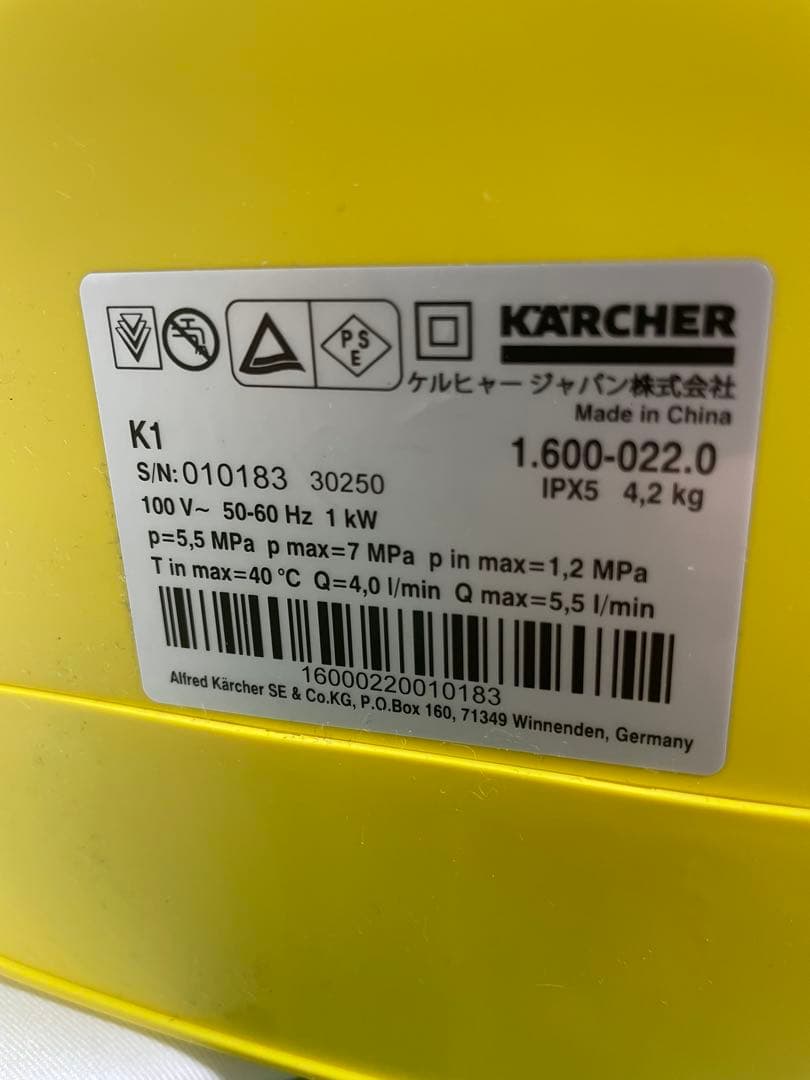 PSE
KÄRCHER
ケルヒャー ジャパン株式会社
Made in China
K1
1.600-022.0
S/N: 010183 30250
IPX5 4,2 kg
100 V~ 50-60 Hz 1 kW
p=5,5 MPa p max=7 MPa p in max=1,2 MPa
T in max=40 °C Q=4,0 l/min Q max=5,5 l/min
16000220010183
Alfred Kärcher SE & Co.KG, P.O.Box 160, 71349 Winnenden, Germany